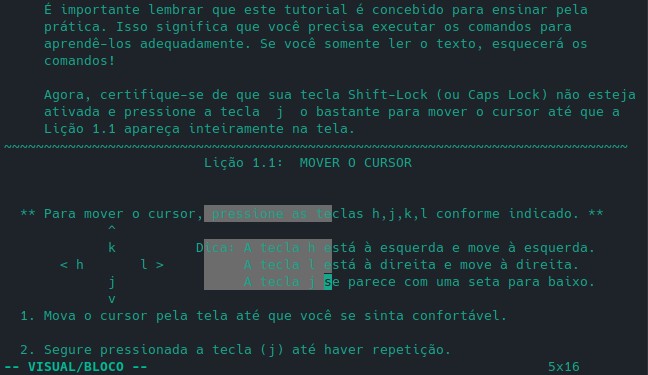 É importante lembrar que este tutorial é concebido para ensinar pela
prática. Isso significa que você precisa executar os comandos para
aprendê-los adequadamente. Se você somente ler o texto, esquecerá os
comandos!
Agora, certifique-se de que sua tecla Shift-Lock (ou Caps Lock) não esteja
ativada e pressione a tecla  j  o bastante para mover o cursor até que a
Lição 1.1 apareça inteiramente na tela.
~~~~~~~~~~~~~~~~~~~~~~~~~~~~~~~~~~~~~~~~~~~~~~~~~~~~~~~~~~~~~~~~~~~~~~~~~~~~~~
Lição 1.1:  MOVER O CURSOR
** Para mover o cursor, pressione as teclas h,j,k,l conforme indicado. **
^
k          Dica: A tecla h está à esquerda e move à esquerda.
< h       l >          A tecla l está à direita e move à direita.
j                A tecla j se parece com uma seta para baixo.
v
1. Mova o cursor pela tela até que você se sinta confortável.
2. Segure pressionada a tecla (j) até haver repetição.
-- VISUAL/BLOCO --                                                  5x16